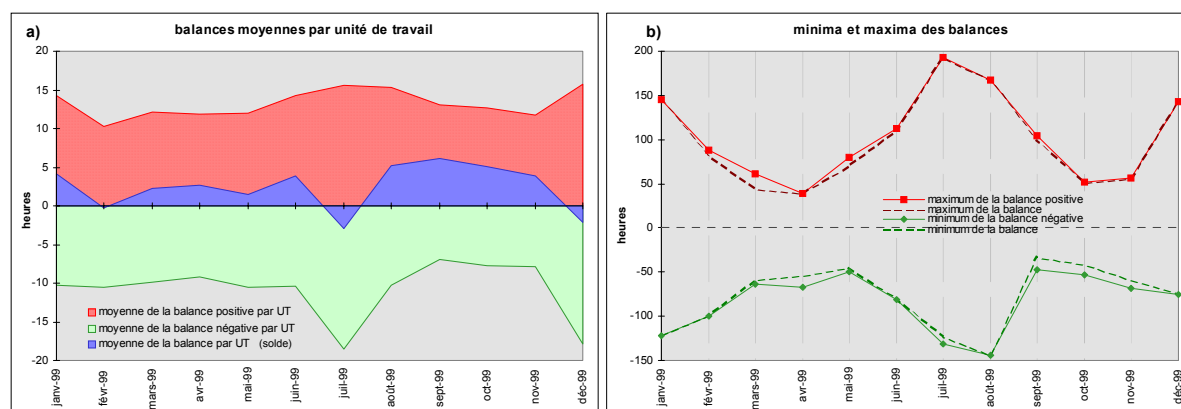 a)
balances moyennes par unité de travail
20
15
10
5
0
-5
-10
-15
-20
heures
moyenne de la balance positive par UT
moyenne de la balance négative par UT
moyenne de la balance par UT (solde)
janv-99
févr-99
mars-99
avr-99
mai-99
juin-99
juil-99
août-99
sept-99
oct-99
nov-99
déc-99
b)
minima et maxima des balances
200
150
100
50
0
-50
-100
-150
heures
maximum de la balance positive
maximum de la balance
minimum de la balance négative
minimum de la balance
janv-99
févr-99
mars-99
avr-99
mai-99
juin-99
juil-99
août-99
sept-99
oct-99
nov-99
déc-99